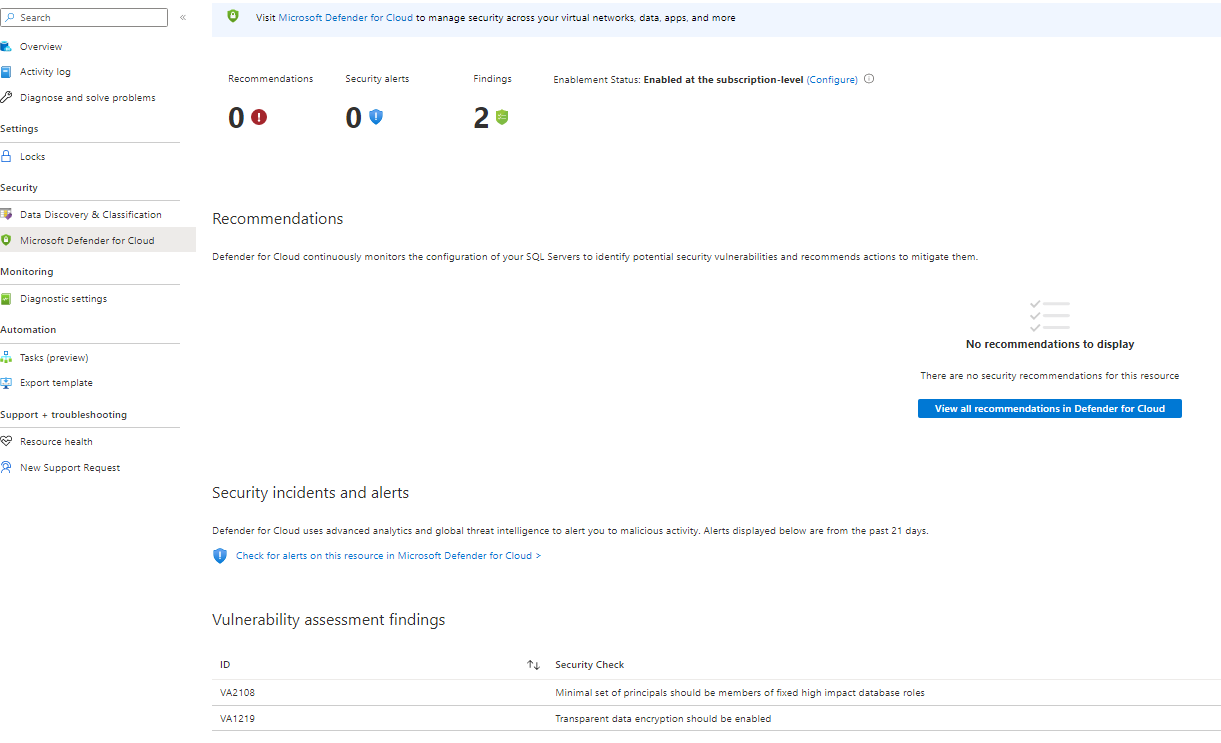 Search
«
Overview
Activity log
Diagnose and solve problems
Settings
Locks
Security
Data Discovery & Classification
Microsoft Defender for Cloud
Monitoring
Diagnostic settings
Automation
Tasks (preview)
Export template
Support + troubleshooting
Resource health
New Support Request
Visit Microsoft Defender for Cloud to manage security across your virtual networks, data, apps, and more
Recommendations Security alerts Findings Enablement Status: Enabled at the subscription-level (Configure)
0 0 2
Recommendations
Defender for Cloud continuously monitors the configuration of your SQL Servers to identify potential security vulnerabilities and recommends actions to mitigate them.
No recommendations to display
There are no security recommendations for this resource
View all recommendations in Defender for Cloud
Security incidents and alerts
Defender for Cloud uses advanced analytics and global threat intelligence to alert you to malicious activity. Alerts displayed below are from the past 21 days.
Check for alerts on this resource in Microsoft Defender for Cloud >
Vulnerability assessment findings
ID ↑↓ Security Check
VA2108 Minimal set of principals should be members of fixed high impact database roles
VA1219 Transparent data encryption should be enabled